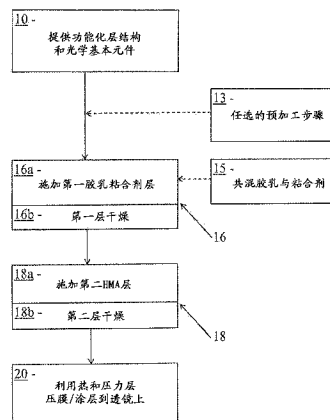 10 -
提供功能化层结构
和光学基本元件
13 -
任选的预加工步骤
16a -
施加第一胶乳粘合剂层
15 -
共混胶乳与粘合剂
16b - 第一层干燥
16
18a -
施加第二HMA层
18b - 第二层干燥
18
20 -
利用热和压力层
压膜/涂层到透镜上